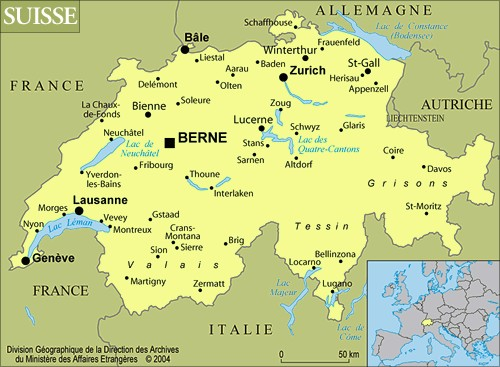 SUISSE
ALLEMAGNE
Schaffhouse
Lac de Constance
(Bodensee)
Bâle
Frauenfeld
Winterthur
Liestal
Baden
St-Gall
Aarau
Zurich
FRANCE
Delémont
Olten
Herisau
Appenzell
AUTRICHE
La Chaux-
de-Fonds
Soleure
Bienne
Zoug
LIECHTENSTEIN
Lucerne
Glaris
Neuchâtel
BERNE
Schwyz
Lac de
Neuchâtel
Stans
Lac des
Quatre-Cantons
Sarnen
Altdorf
Coire
Fribourg
Davos
Yverdon-
les-Bains
Thoune
Grisons
Interlaken
Lausanne
Morges
St-Moritz
Nyon
Vevey
Gstaad
Lac Léman
Montreux
Crans-
Montana
Tessin
Brig
Sion
Sierre
Bellinzona
Genève
Valais
Locarno
Martigny
Zermatt
Lugano
FRANCE
Lac
Majeur
Lac
de
Côme
ITALIE
Division Géographique de la Direction des Archives
du Ministère des Affaires Etrangères © 2004
0 50 km